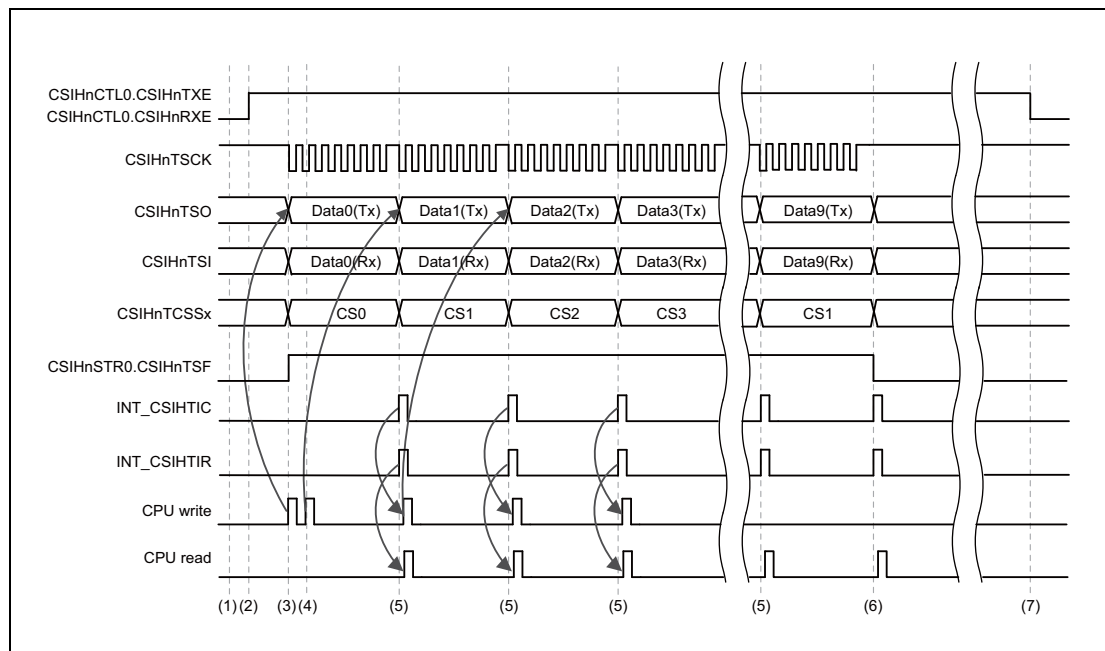 CSIHnCTL0.CSIHnTXE
CSIHnCTL0.CSIHnRXE
CSIHnTSCK
CSIHnTSO Data0(Tx) Data1(Tx) Data2(Tx) Data3(Tx) Data9(Tx)
CSIHnTSI Data0(Rx) Data1(Rx) Data2(Rx) Data3(Rx) Data9(Rx)
CSIHnTCSSx CS0 CS1 CS2 CS3 CS1
CSIHnSTR0.CSIHnTSF
INT_CSIHTIC
INT_CSIHTIR
CPU write
CPU read
(1) (2) (3) (4) (5) (5) (5) (5) (6) (7)